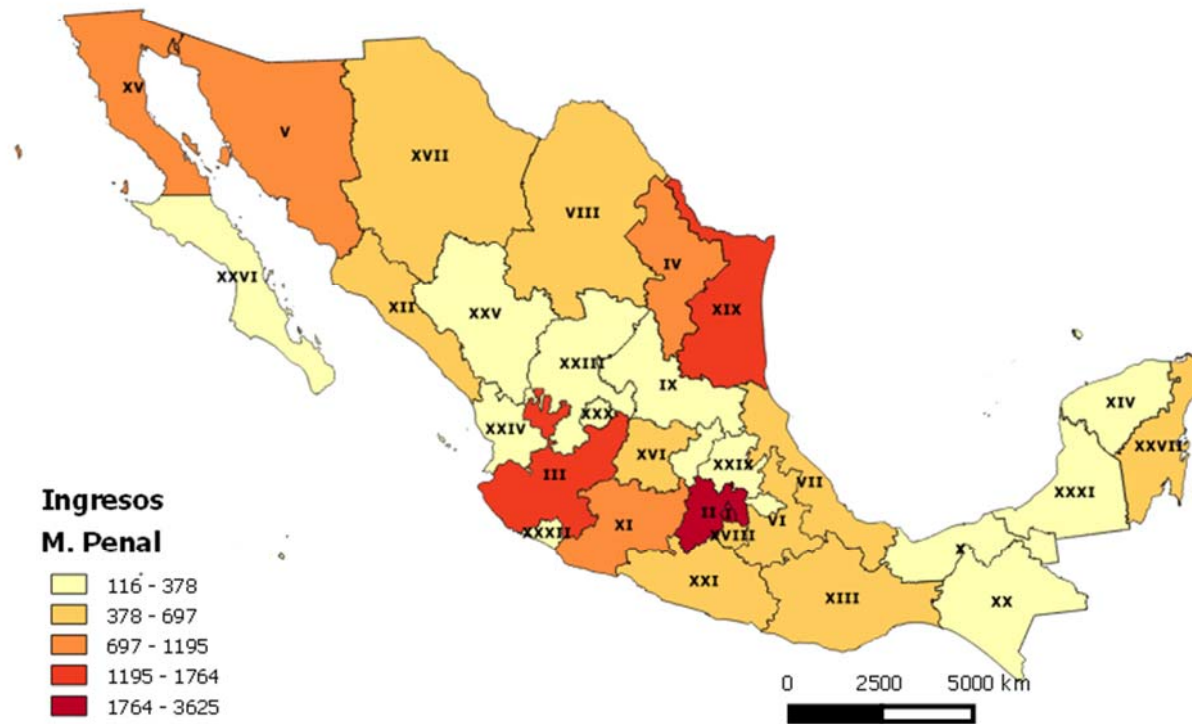 XV
V
XVII
VIII
IV
XXVI
XII
XXV
XIX
XXIII
IX
XXX
XXIV
XIV
XVI
XXIX
XXVII
III
VII
XXXI
II
I
VI
XI
XXXII
XVIII
X
XXI
XIII
XX
Ingresos
M. Penal
116 - 378
378 - 697
697 - 1195
1195 - 1764
1764 - 3625
0 2500 5000 km